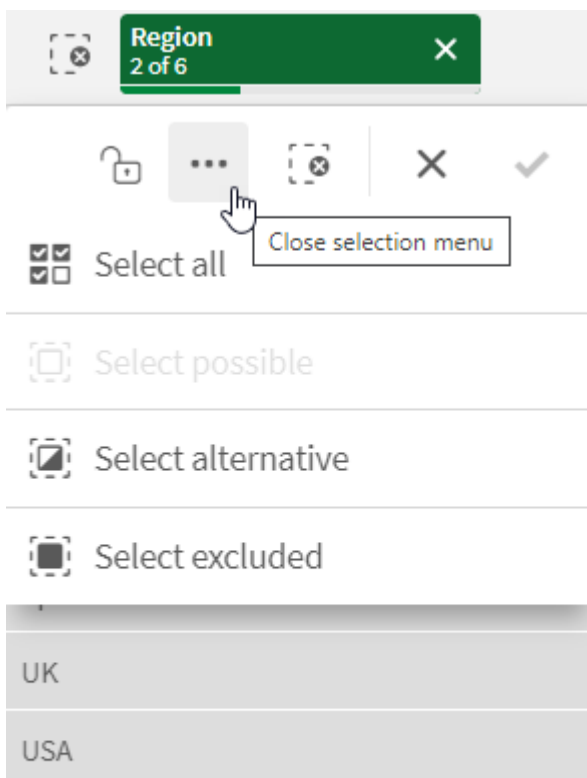 Region
2 of 6
Close selection menu
Select all
Select possible
Select alternative
Select excluded
UK
USA